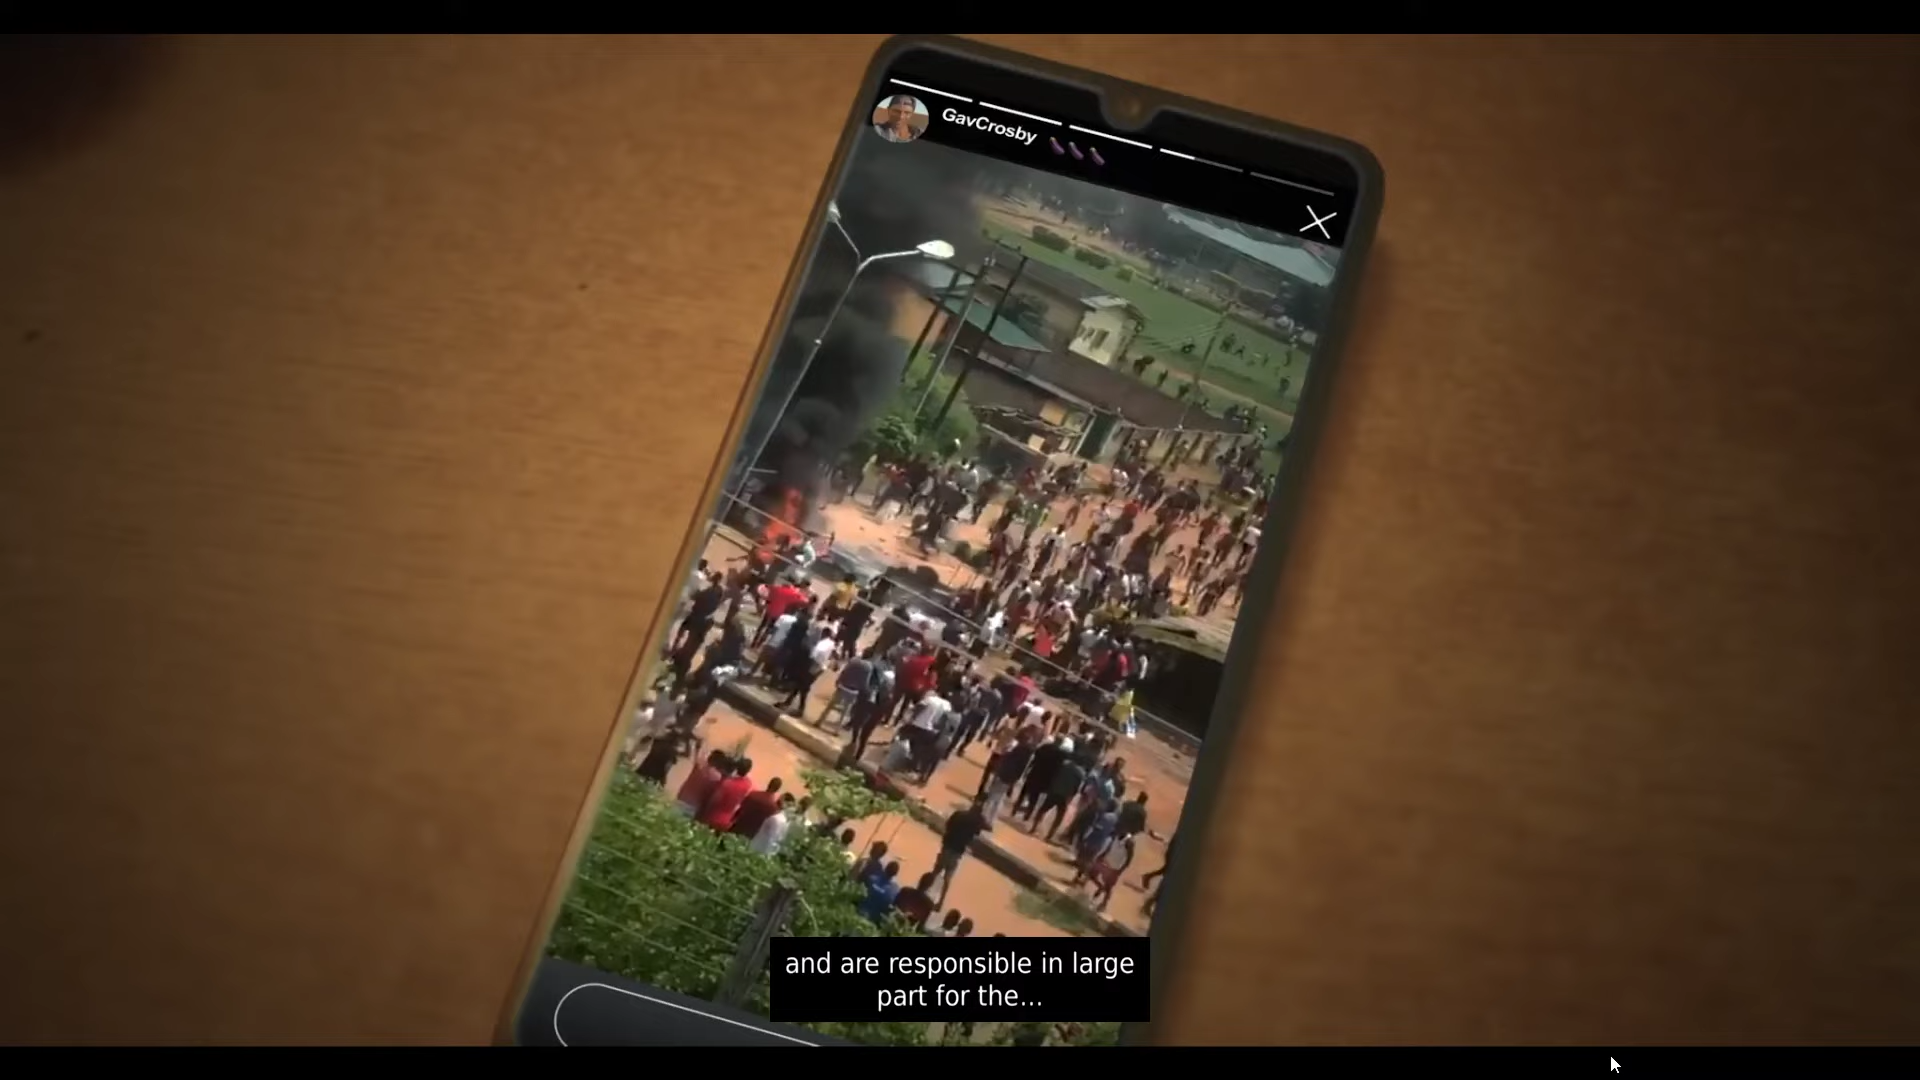 GavCrosby 🍆🍆🍆
and are responsible in large
part for the...